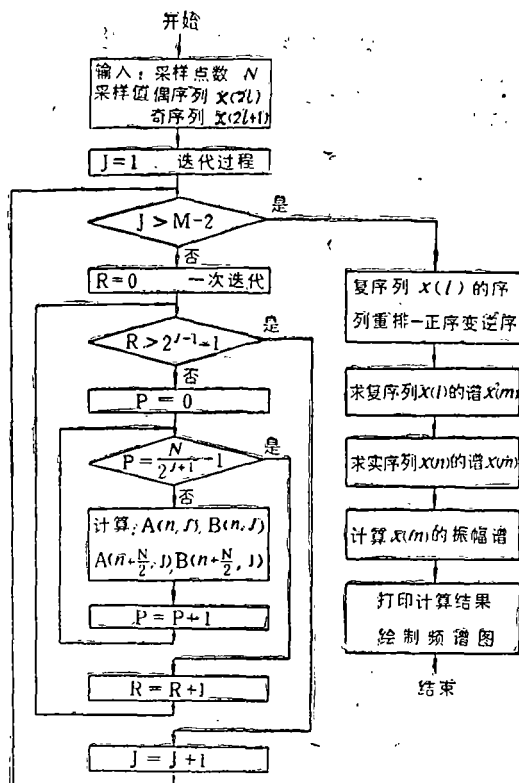 开始
输入：采样点数 N
采样值偶序列 x(2l)
奇序列 x(2l+1)
J=1 . 迭代过程
J > M-2
是
否
R=0 一次迭代
R > 2^{J-1}-1
是
否
P = 0
P = \frac{N}{2^{J+1}} - 1
是
否
计算: A(n, J), B(n, J)
A(n+\frac{N}{2}, J), B(n+\frac{N}{2}, J)
P = P+1
R = R+1
J = J+1
复序列 x(l) 的序
列重排一正序变逆序
求复序列x(l)的谱x(m)
求实序列x(n)的谱x(m)
计算x(m)的振幅谱
打印计算结果
绘制频谱图
结束